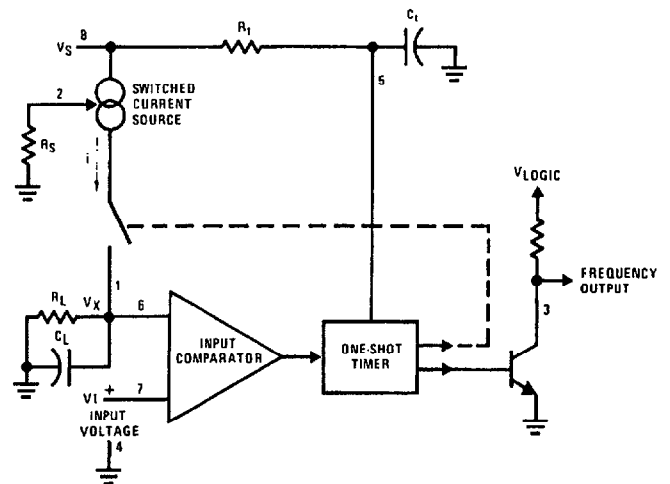 VS 8
R1
Ct
5
2
SWITCHED
CURRENT
SOURCE
RS
i
VLOGIC
FREQUENCY
OUTPUT
3
1
RL
VX
6
CL
INPUT
COMPARATOR
ONE-SHOT
TIMER
V1 +
7
INPUT
VOLTAGE
4